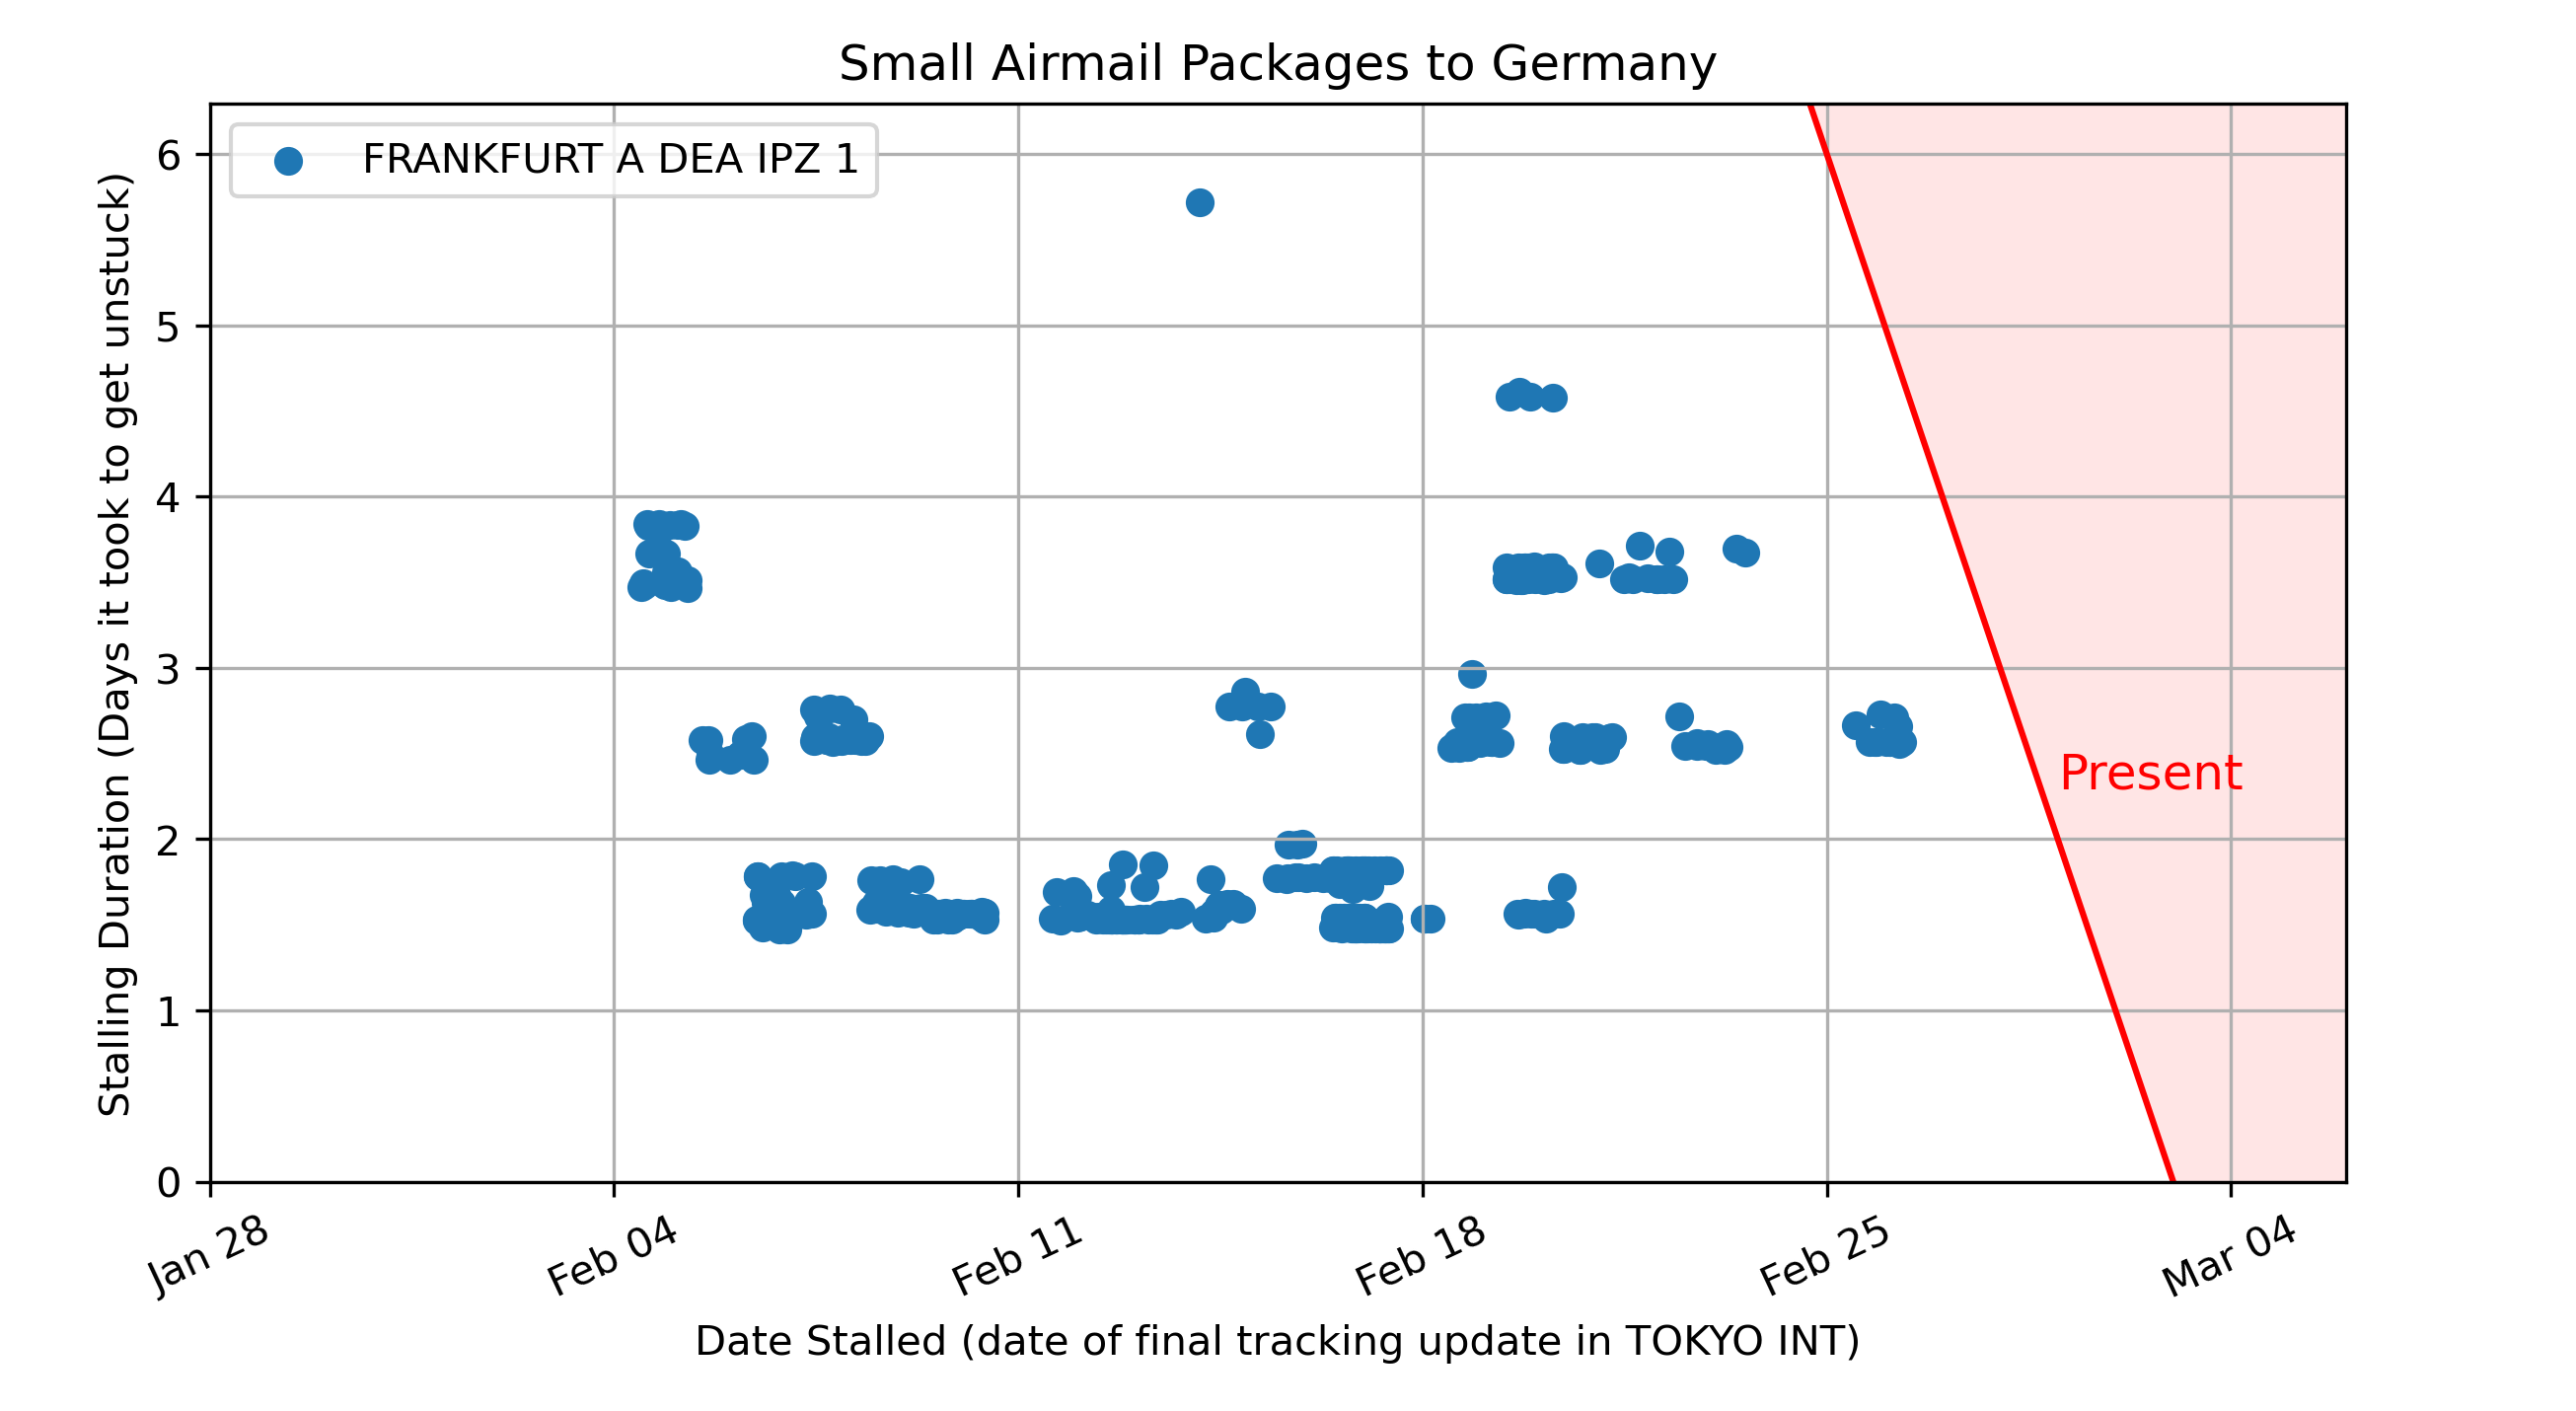 Small Airmail Packages to Germany
FRANKFURT A DEA IPZ 1
Stalling Duration (Days it took to get unstuck)
6
5
4
3
2
1
0
Present
Jan 28
Feb 04
Feb 11
Feb 18
Feb 25
Mar 04
Date Stalled (date of final tracking update in TOKYO INT)